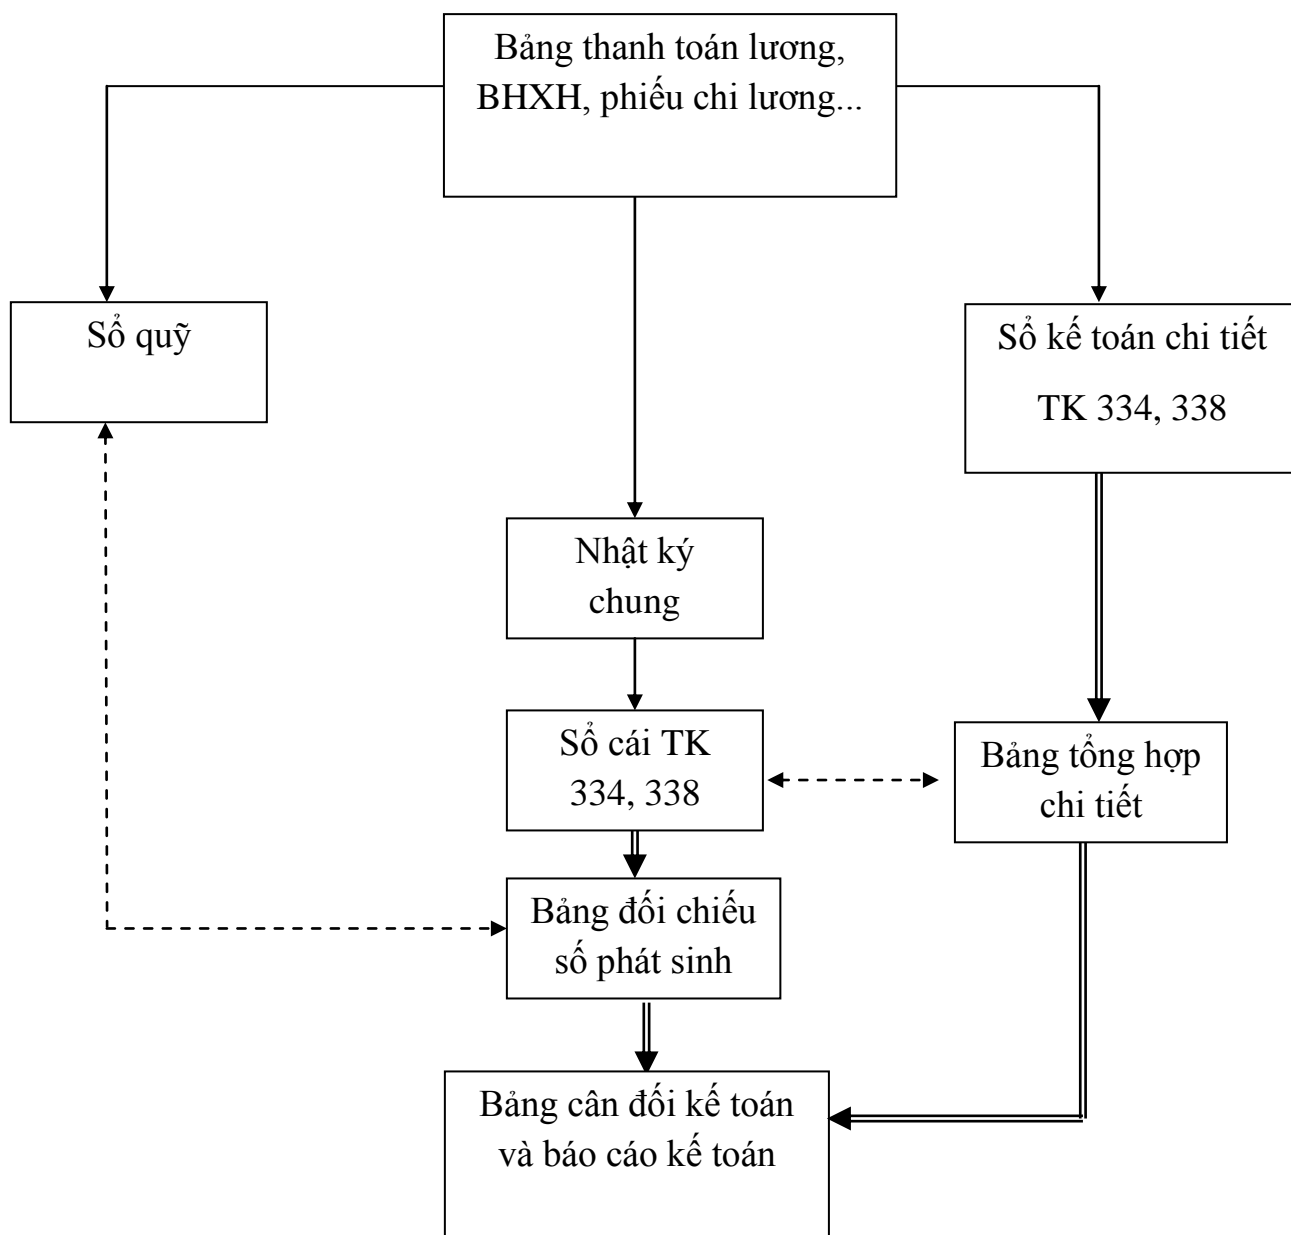 Bảng thanh toán lương,
BHXH, phiếu chi lương...
Sổ quỹ
Sổ kế toán chi tiết
TK 334, 338
Nhật ký
chung
Sổ cái TK
334, 338
Bảng tổng hợp
chi tiết
Bảng đối chiếu
số phát sinh
Bảng cân đối kế toán
và báo cáo kế toán